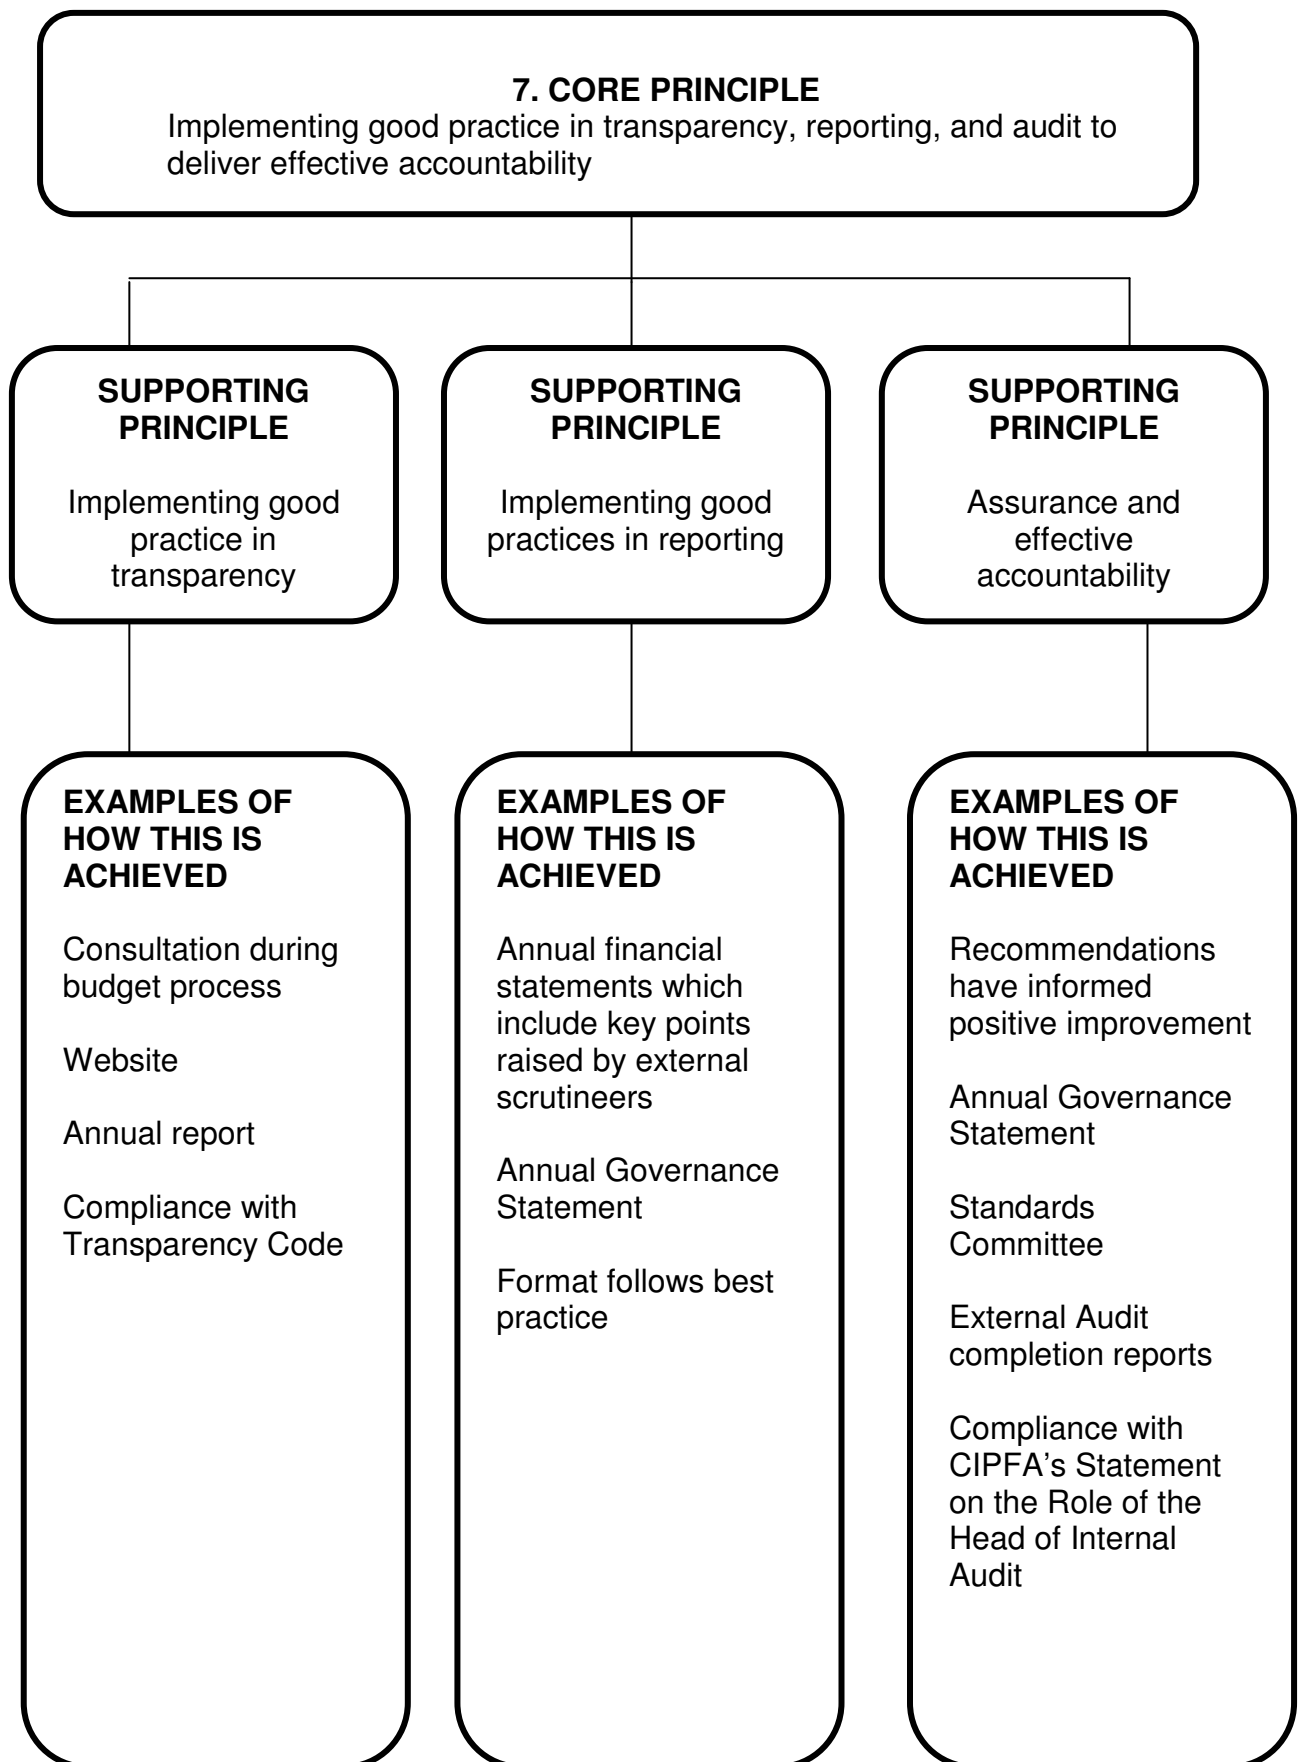 7. CORE PRINCIPLE
Implementing good practice in transparency, reporting, and audit to
deliver effective accountability
SUPPORTING
PRINCIPLE
Implementing good
practice in
transparency
SUPPORTING
PRINCIPLE
Implementing good
practices in reporting
SUPPORTING
PRINCIPLE
Assurance and
effective
accountability
EXAMPLES OF
HOW THIS IS
ACHIEVED
Consultation during
budget process
Website
Annual report
Compliance with
Transparency Code
EXAMPLES OF
HOW THIS IS
ACHIEVED
Annual financial
statements which
include key points
raised by external
scrutineers
Annual Governance
Statement
Format follows best
practice
EXAMPLES OF
HOW THIS IS
ACHIEVED
Recommendations
have informed
positive improvement
Annual Governance
Statement
Standards
Committee
External Audit
completion reports
Compliance with
CIPFA’s Statement
on the Role of the
Head of Internal
Audit